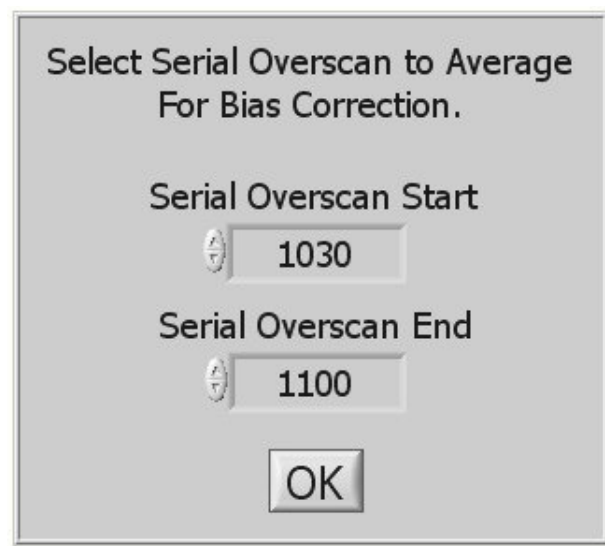 Select Serial Overscan to Average
For Bias Correction.
Serial Overscan Start
1030
Serial Overscan End
1100
OK